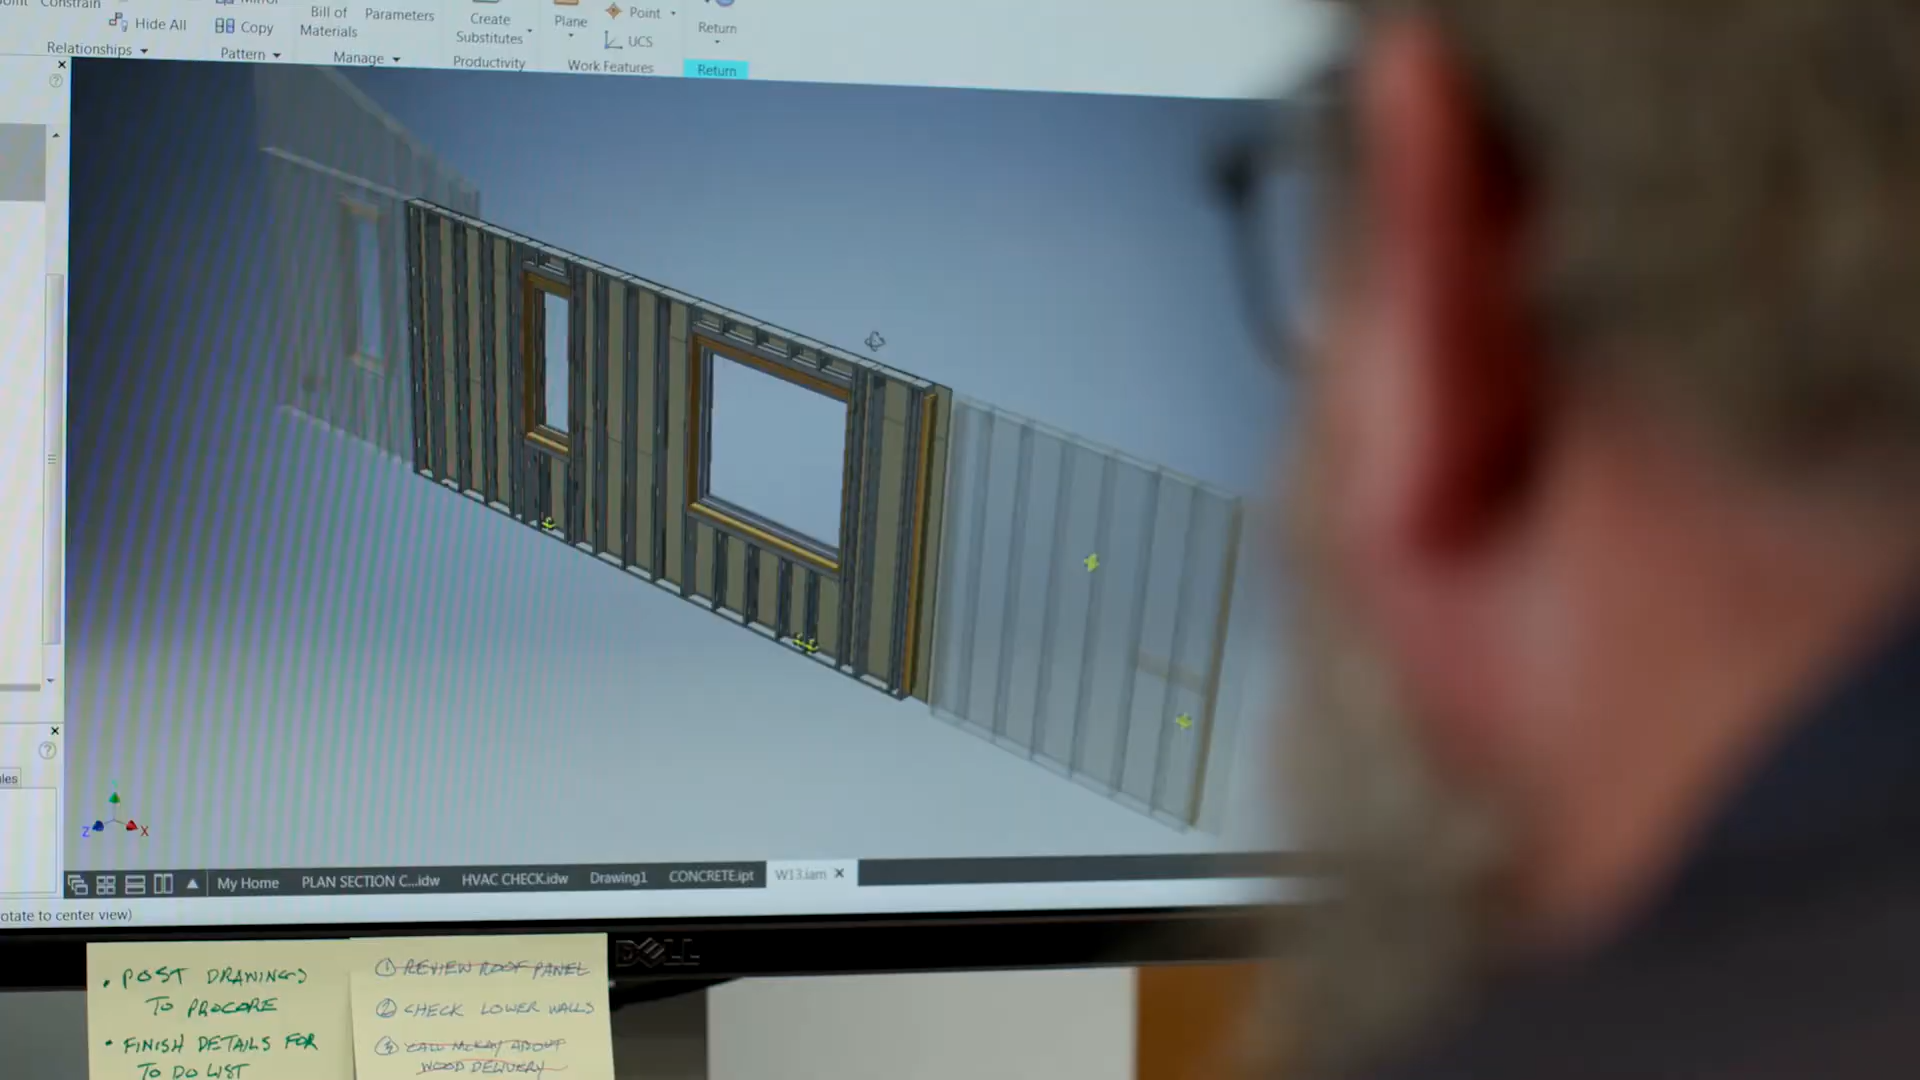 Constrain
Mirror
Hide All
Copy
Relationships
Pattern
Bill of
Materials
Parameters
Manage
Create
Substitutes
Productivity
Plane
Point
UCS
Work Features
Return
Return
Z
X
My Home
PLAN SECTION C...idw
HVAC CHECK.idw
Drawing1
CONCRETE.ipt
W13.iam
otate to center view)
DELL
• POST DRAWINGS
TO PROCORE
• FINISH DETAILS FOR
TO DO LIST
① REVIEW ROOF PANEL
② CHECK LOWER WALLS
③ CALL MCKAY ABOUT
WOOD DELIVERY